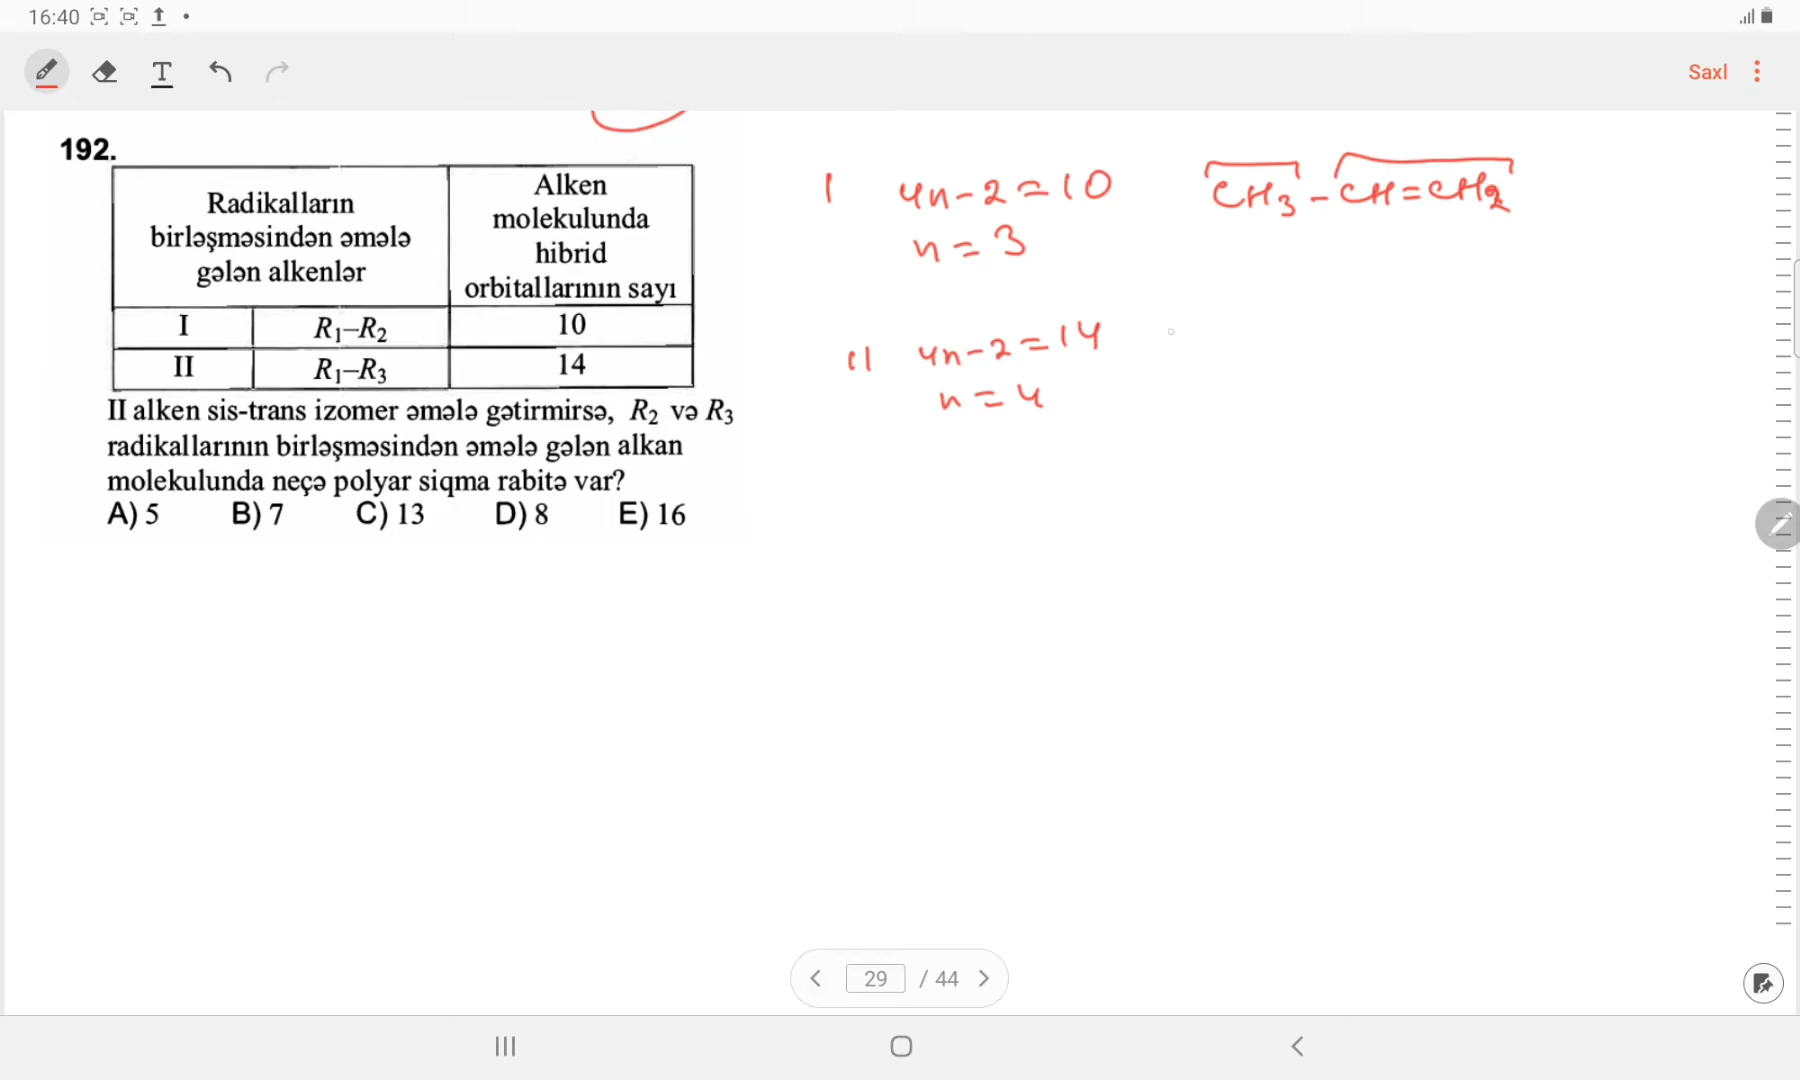 16:40
Saxl
192.
Radikalların
birləşməsindən əmələ
gələn alkenlər
Alken
molekulunda
hibrid
orbitallarının sayı
I R₁–R₂ 10
II R₁–R₃ 14
II alken sis-trans izomer əmələ gətirmirsə, R₂ və R₃
radikallarının birləşməsindən əmələ gələn alkan
molekulunda neçə polyar siqma rabitə var?
A) 5 B) 7 C) 13 D) 8 E) 16
I 4n-2=10 CH₃-CH=CH₂
n=3
II 4n-2=14
n=4
29 / 44